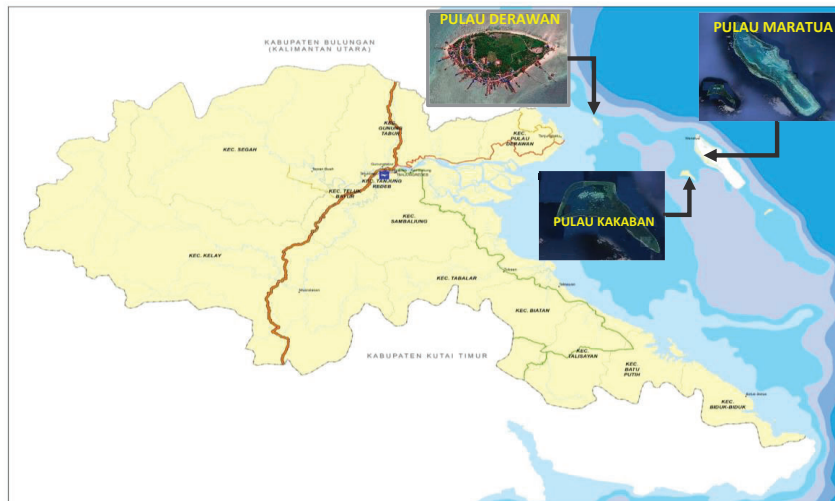 PULAU DERAWAN
PULAU MARATUA
KABUPATEN BULUNGAN
(KALIMANTAN UTARA)
KEC.
GUNUNG
TABUR
KEC. PULAU
DERAWAN
KEC. SEGAH
KEC. TANJUNG
REDEB
KEC. TELUK
BAYUR
KEC.
SAMBALIUNG
PULAU KAKABAN
KEC. KELAY
KEC. TABALAR
KEC. BIATAN
KABUPATEN KUTAI TIMUR
KEC.
TALISAYAN
KEC.
BATU
PUTIH
KEC.
BIDUK-BIDUK